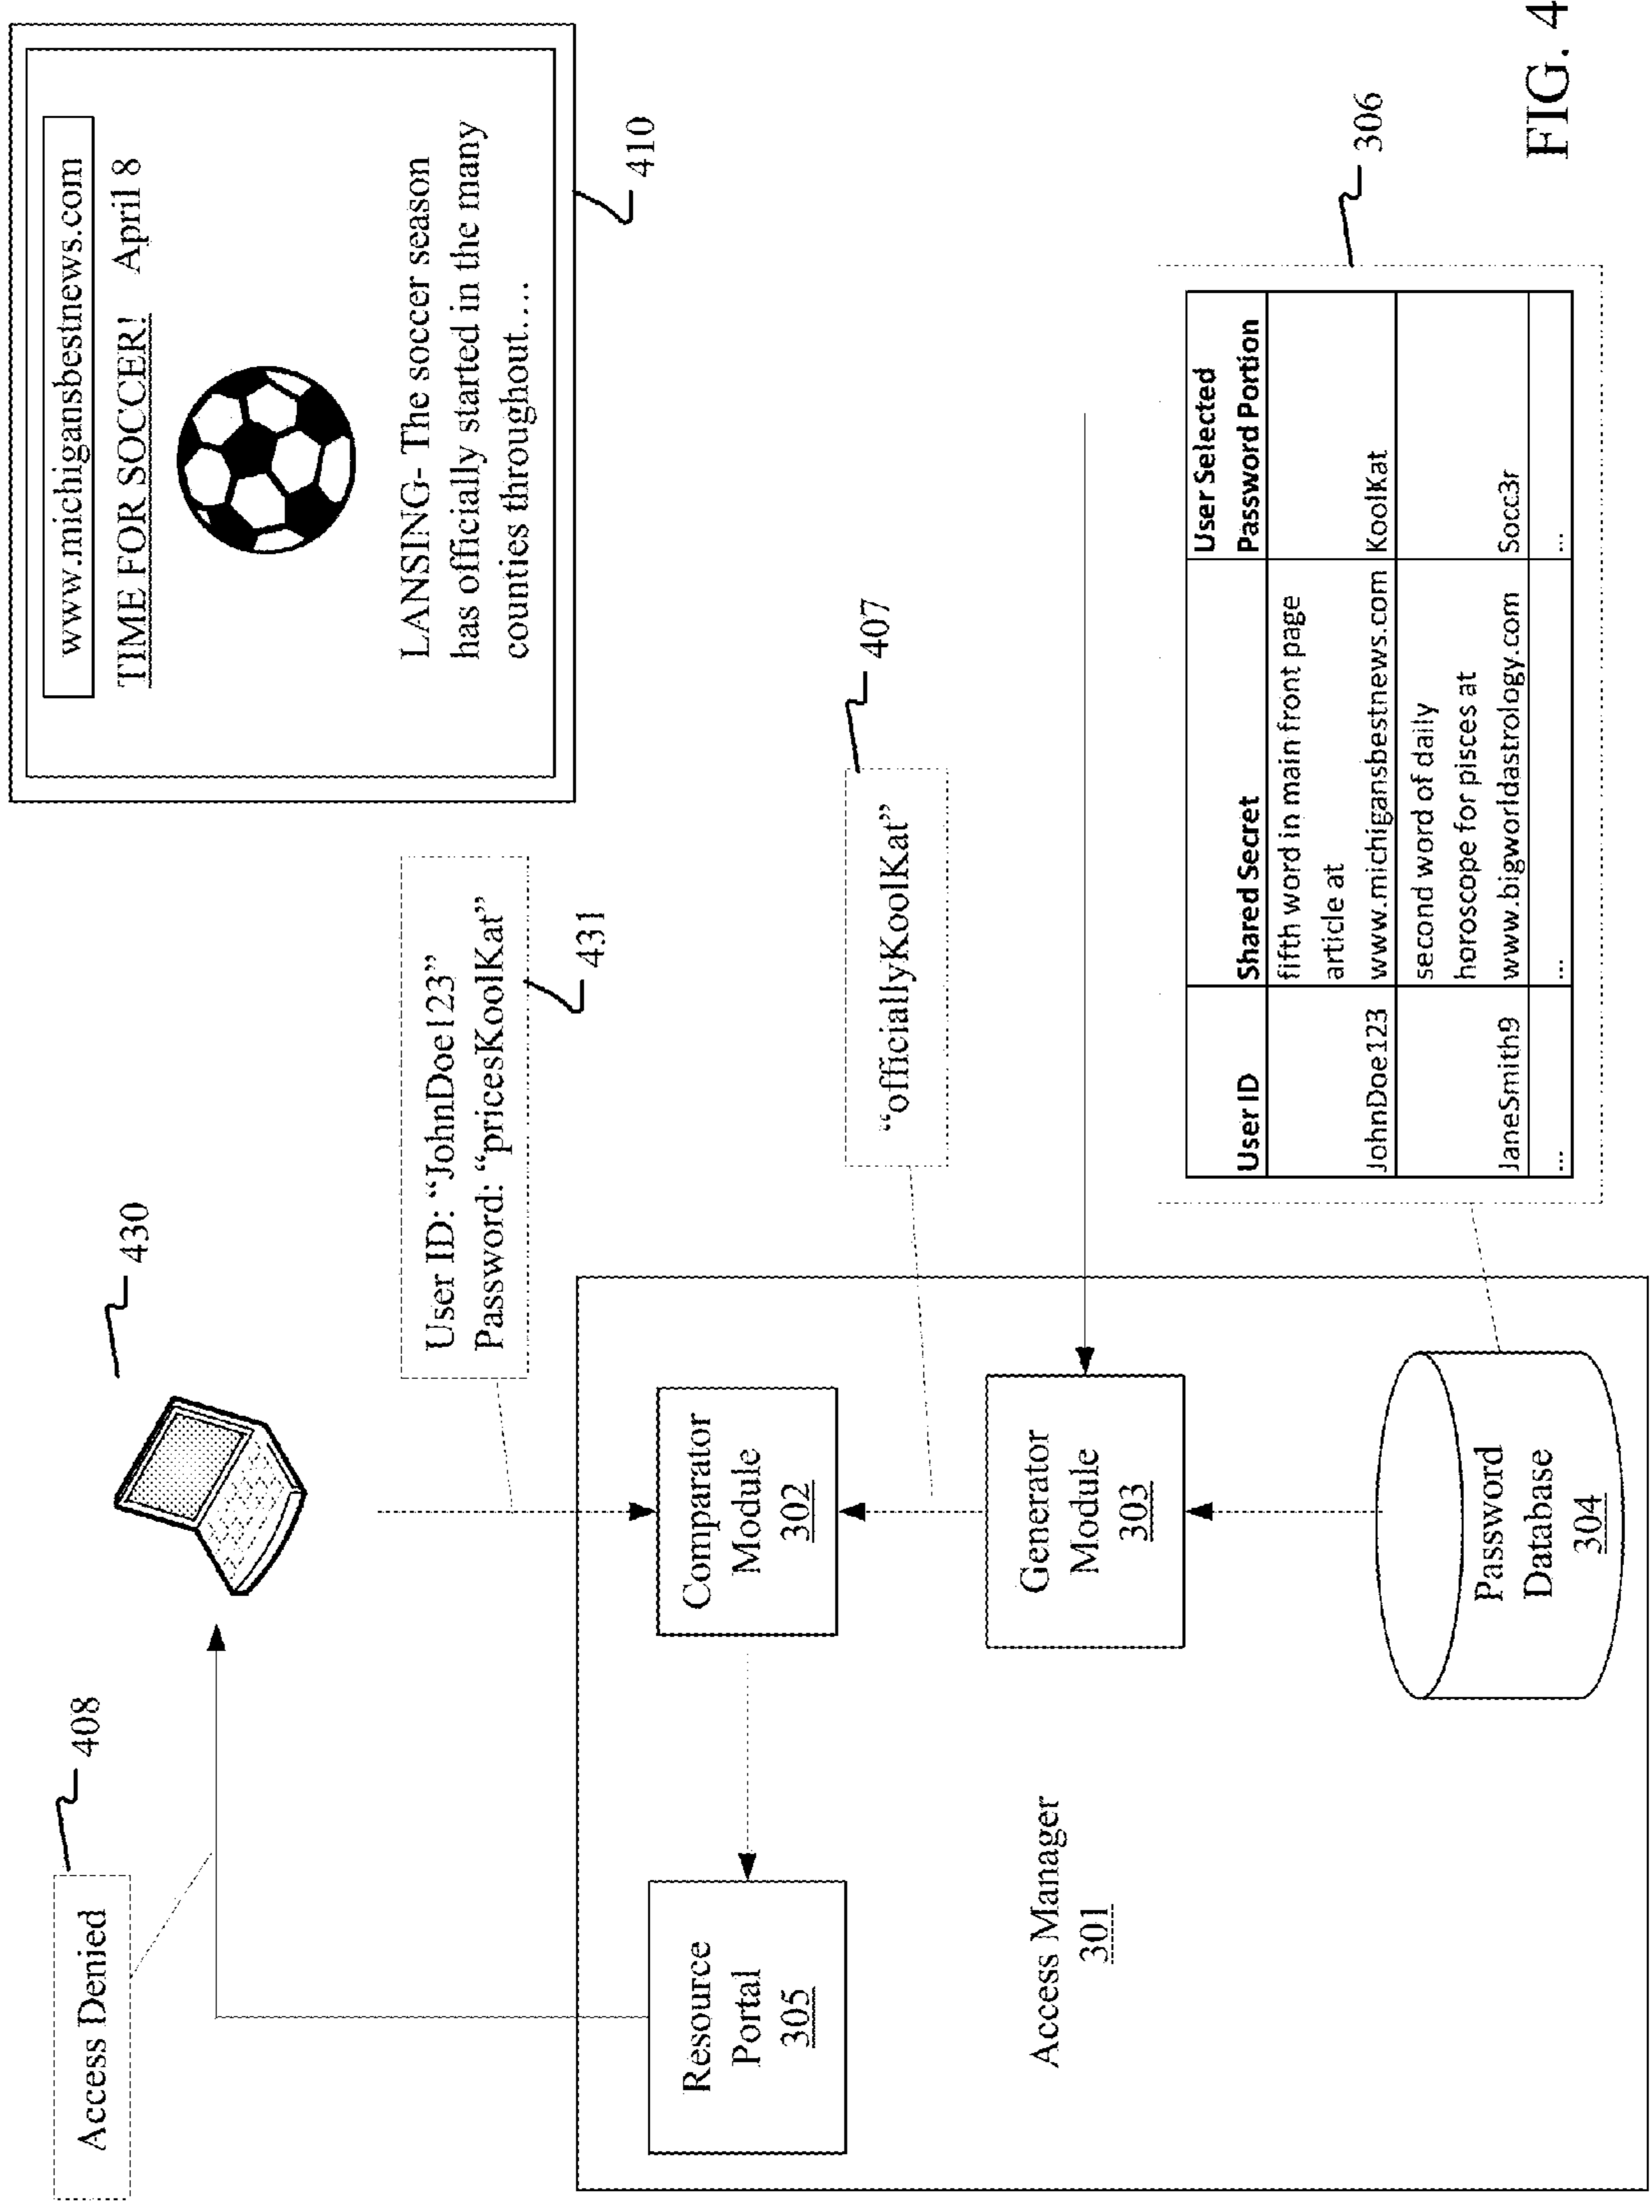 Access Denied
408
430
www.michigansbestnews.com
TIME FOR SOCCER! April 8
LANSING- The soccer season
has officially started in the many
counties throughout....
410
User ID: “JohnDoe123”
Password: “pricesKoolKat”
431
Resource
Portal
305
Comparator
Module
302
“officiallyKoolKat”
407
Access Manager
301
Generator
Module
303
Password
Database
304
User ID
Shared Secret
User Selected
Password Portion
JohnDoe123
fifth word in main front page
article at
www.michigansbestnews.com
KoolKat
JaneSmith9
second word of daily
horoscope for pisces at
www.bigworldastrology.com
Socc3r
...
...
...
306
FIG. 4